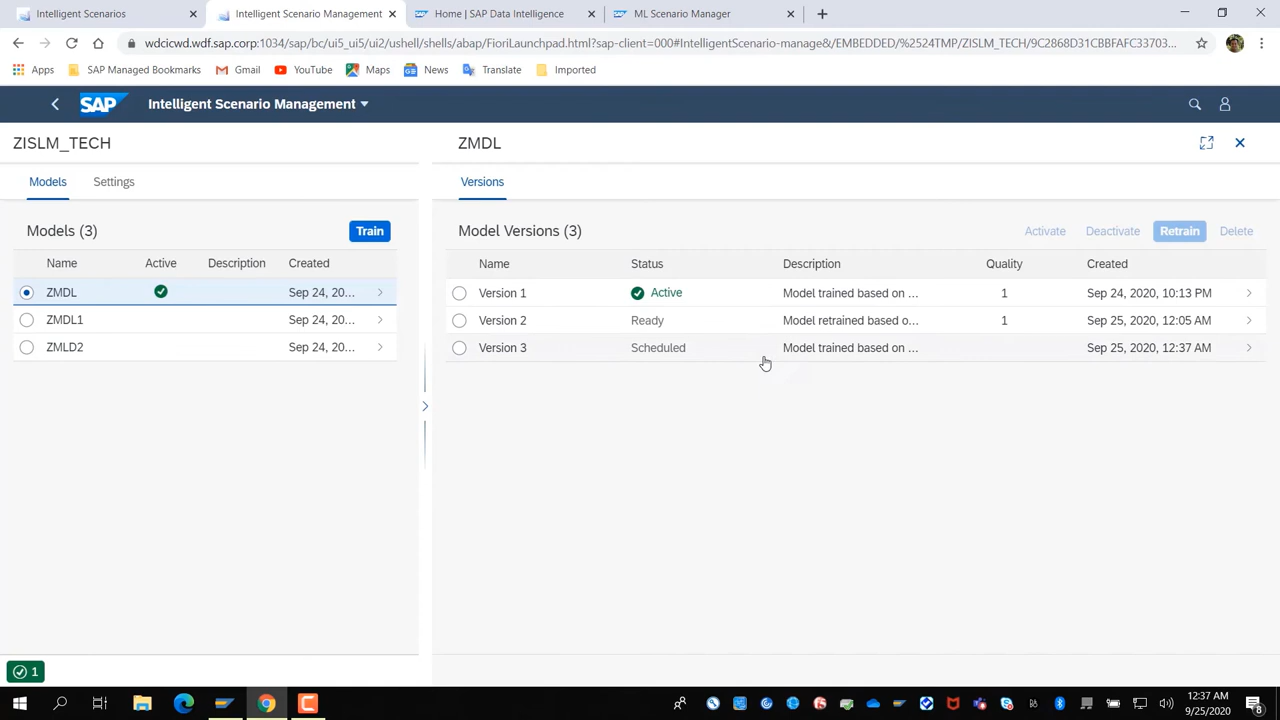 Intelligent Scenarios
Intelligent Scenario Management
Home | SAP Data Intelligence
ML Scenario Manager
wdcicwd.wdf.sap.corp:1034/sap/bc/ui5_ui5/ui2/ushell/shells/abap/FioriLaunchpad.html?sap-client=000#IntelligentScenario-manage&/EMBEDDED/%2524TMP/ZISLM_TECH/9C2868D31CBBFAFC33703...
Apps SAP Managed Bookmarks Gmail YouTube Maps News Translate Imported
SAP Intelligent Scenario Management
ZISLM_TECH
Models Settings
Models (3) Train
Name Active Description Created
ZMDL Sep 24, 20...
ZMDL1 Sep 24, 20...
ZMLD2 Sep 24, 20...
1
ZMDL
Versions
Model Versions (3) Activate Deactivate Retrain Delete
Name Status Description Quality Created
Version 1 Active Model trained based on ... 1 Sep 24, 2020, 10:13 PM
Version 2 Ready Model retrained based o... 1 Sep 25, 2020, 12:05 AM
Version 3 Scheduled Model trained based on ... Sep 25, 2020, 12:37 AM
12:37 AM
9/25/2020
8